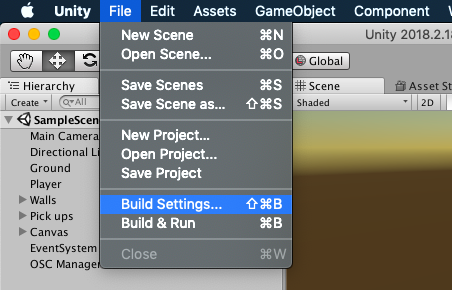 Unity File Edit Assets GameObject Component
Unity 2018.2.18
New Scene ⌘N
Open Scene... ⌘O
Save Scenes ⌘S
Save Scene as... ⇧⌘S
New Project...
Open Project...
Save Project
Build Settings... ⇧⌘B
Build & Run ⌘B
Close ⌘W
Global
Hierarchy
Create
All
SampleScen
Main Camera
Directional Li
Ground
Player
Walls
Pick ups
Canvas
EventSystem
OSC Manager
Scene
Asset St
Shaded
2D